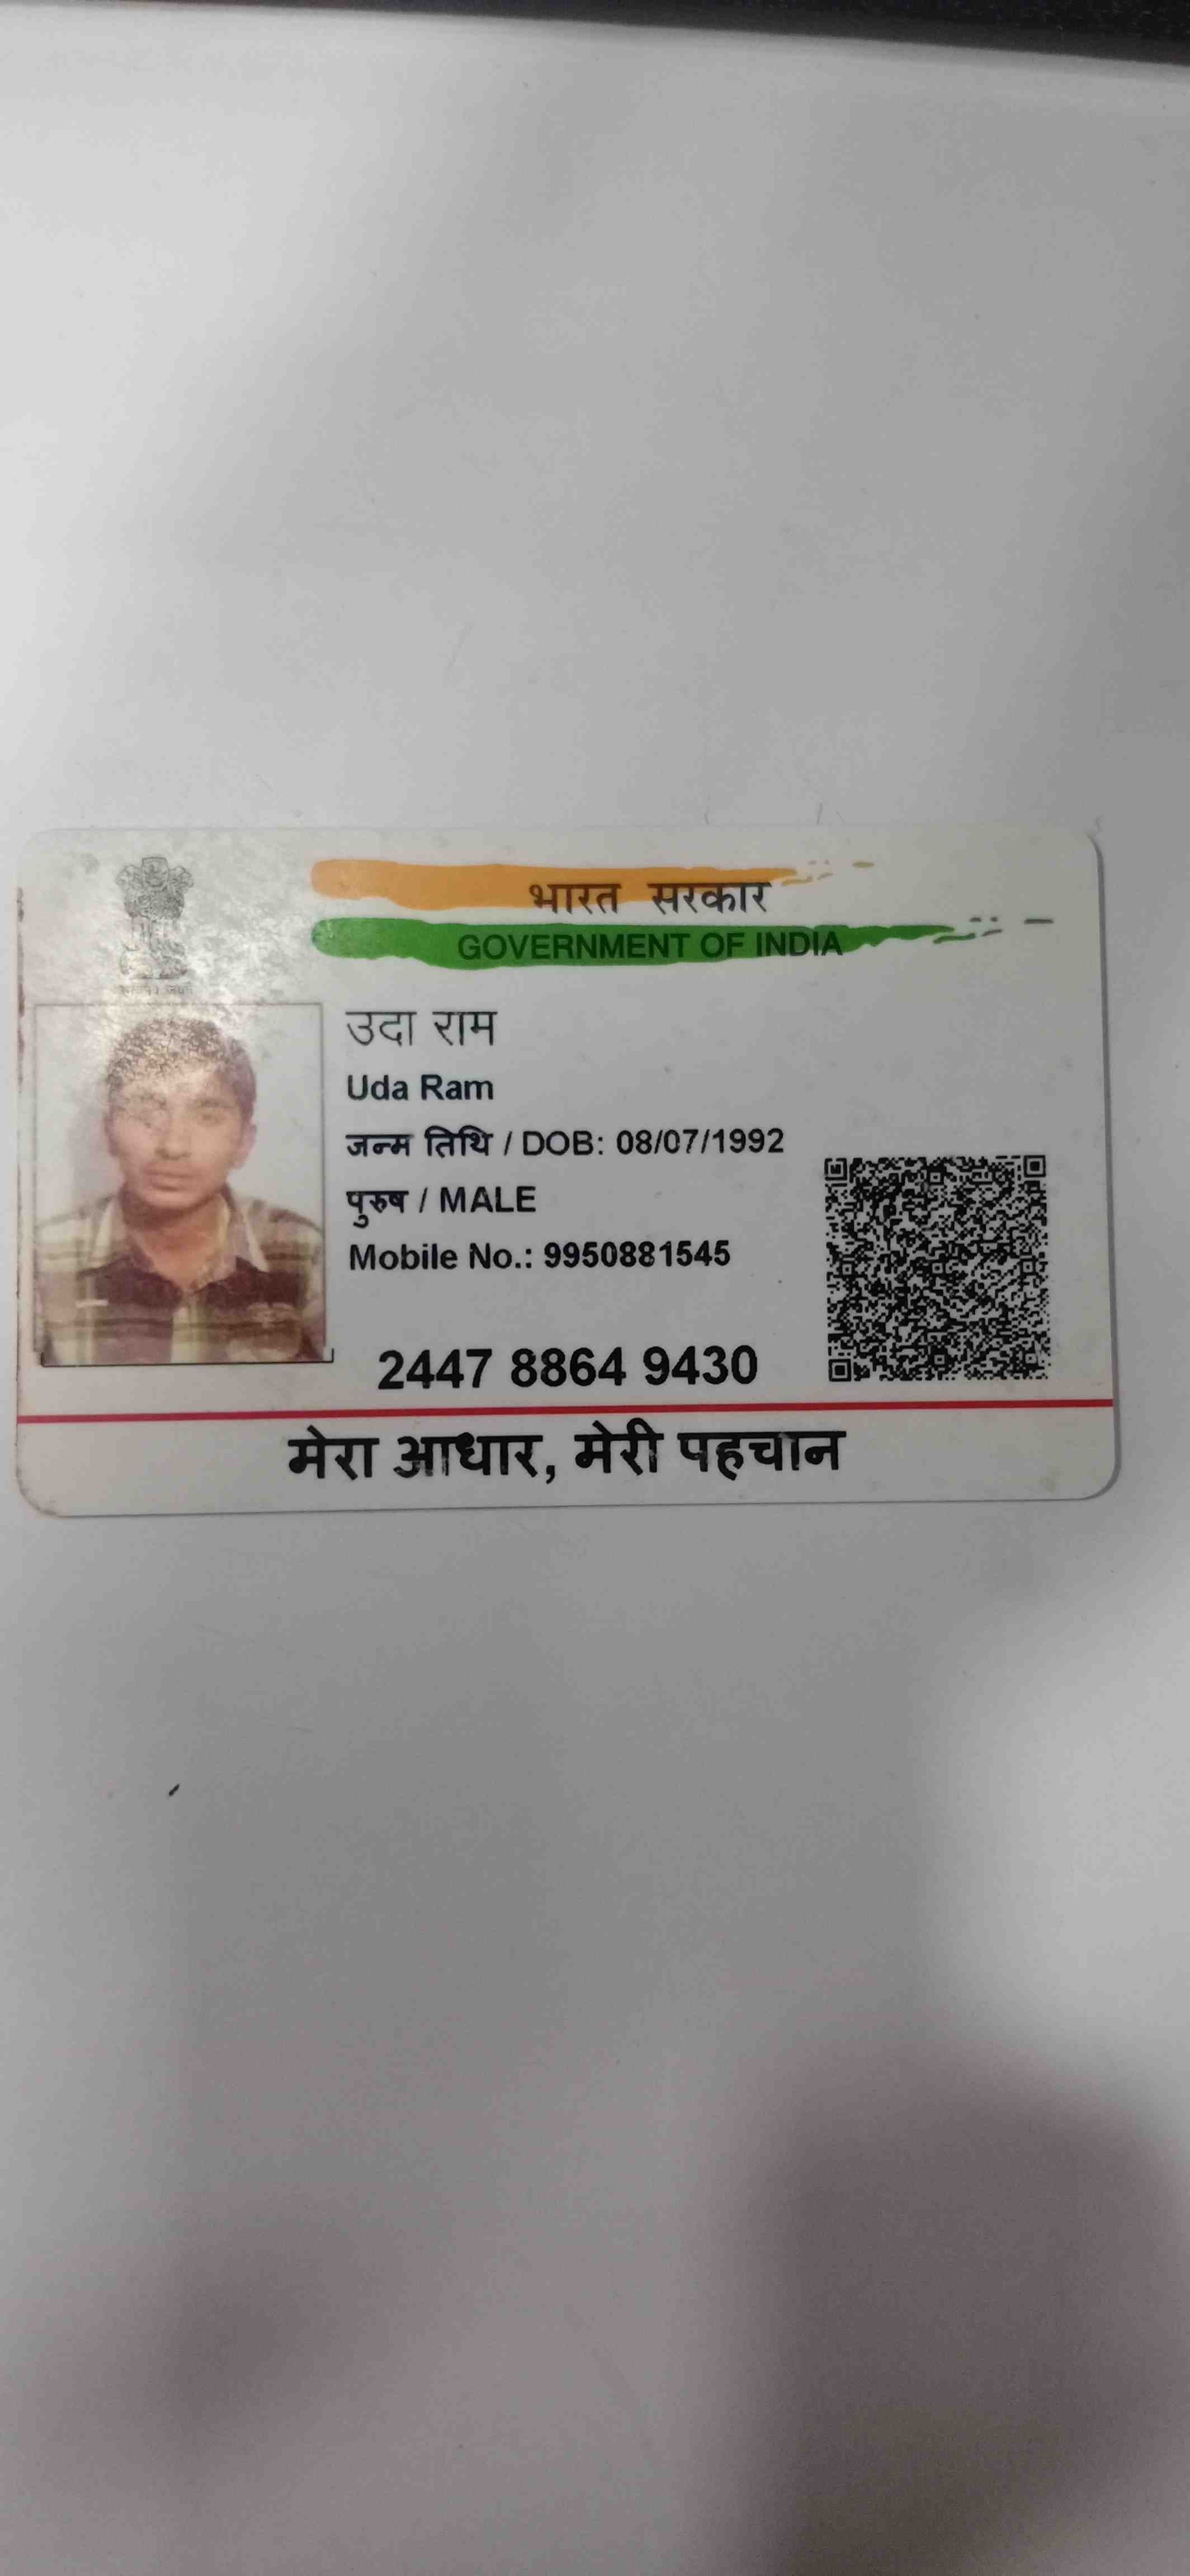 भारत सरकार
GOVERNMENT OF INDIA
उदा राम
Uda Ram
जन्म तिथि / DOB: 08/07/1992
पुरुष / MALE
Mobile No.: 9950881545
2447 8864 9430
मेरा आधार, मेरी पहचान